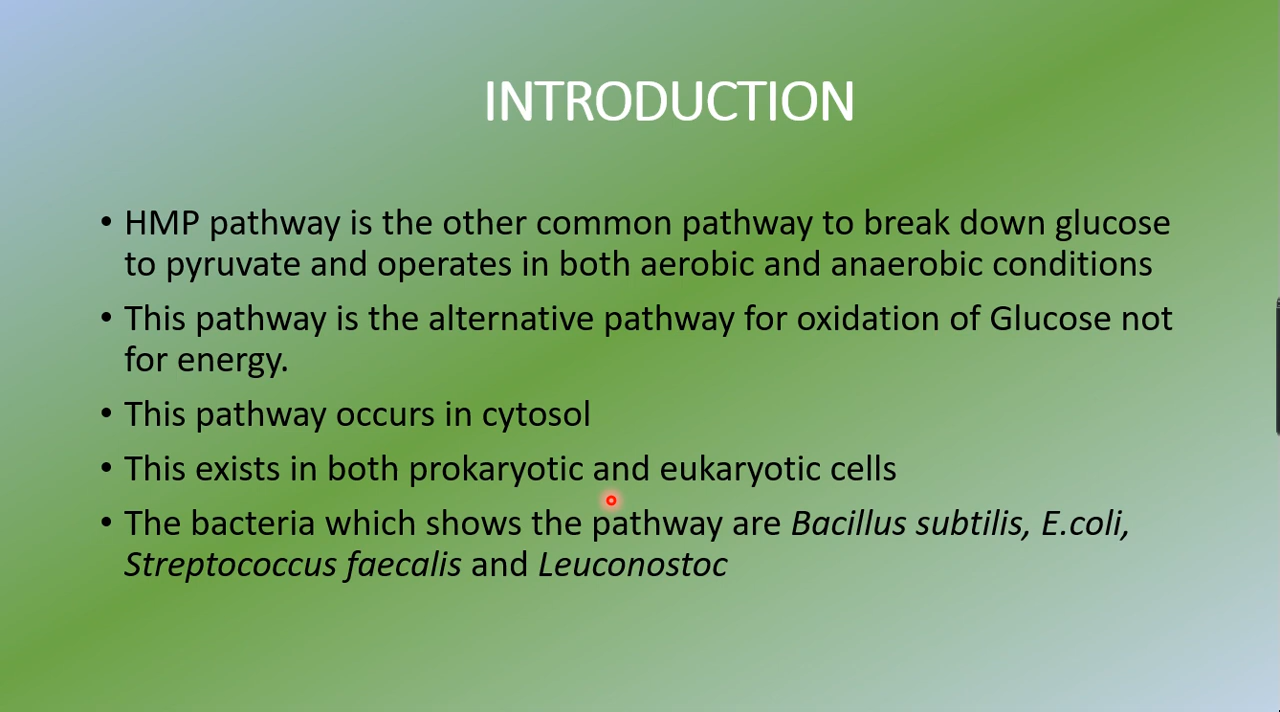 INTRODUCTION
• HMP pathway is the other common pathway to break down glucose
to pyruvate and operates in both aerobic and anaerobic conditions
• This pathway is the alternative pathway for oxidation of Glucose not
for energy.
• This pathway occurs in cytosol
• This exists in both prokaryotic and eukaryotic cells
• The bacteria which shows the pathway are Bacillus subtilis, E.coli,
Streptococcus faecalis and Leuconostoc